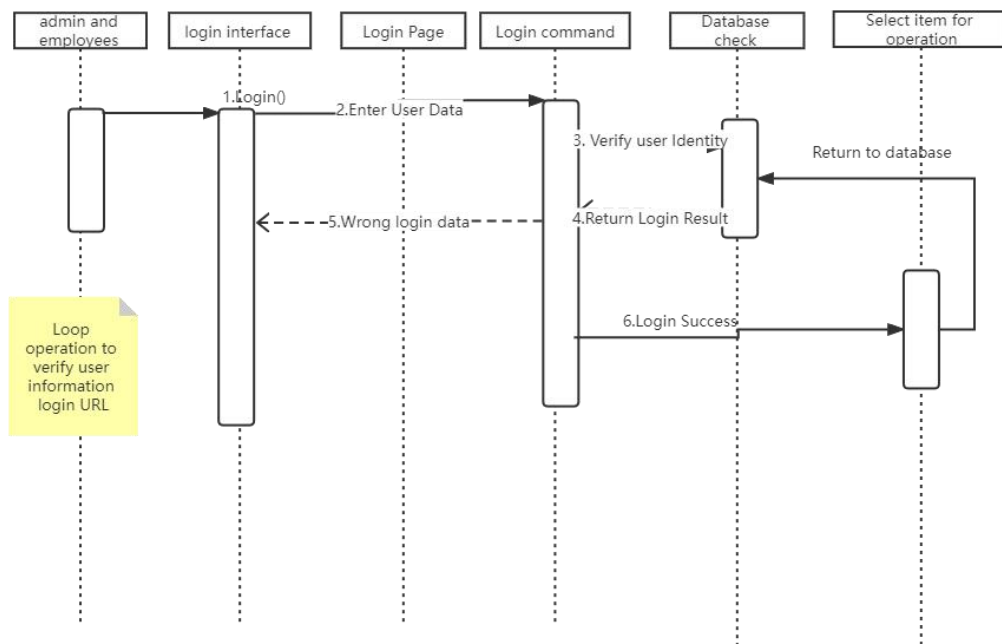 admin and
employees
login interface
Login Page
Login command
Database
check
Select item for
operation
1.Login()
2.Enter User Data
3. Verify user Identity
Return to database
4.Return Login Result
5.Wrong login data
6.Login Success
Loop
operation to
verify user
information
login URL